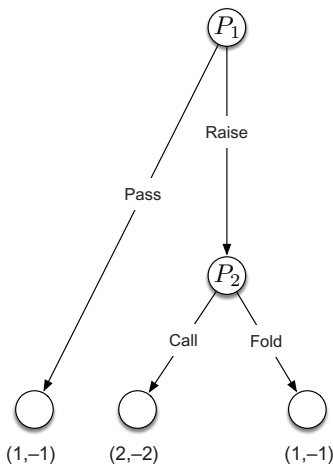 P₁
Raise
Pass
P₂
Call
Fold
(1,–1)
(2,–2)
(1,–1)